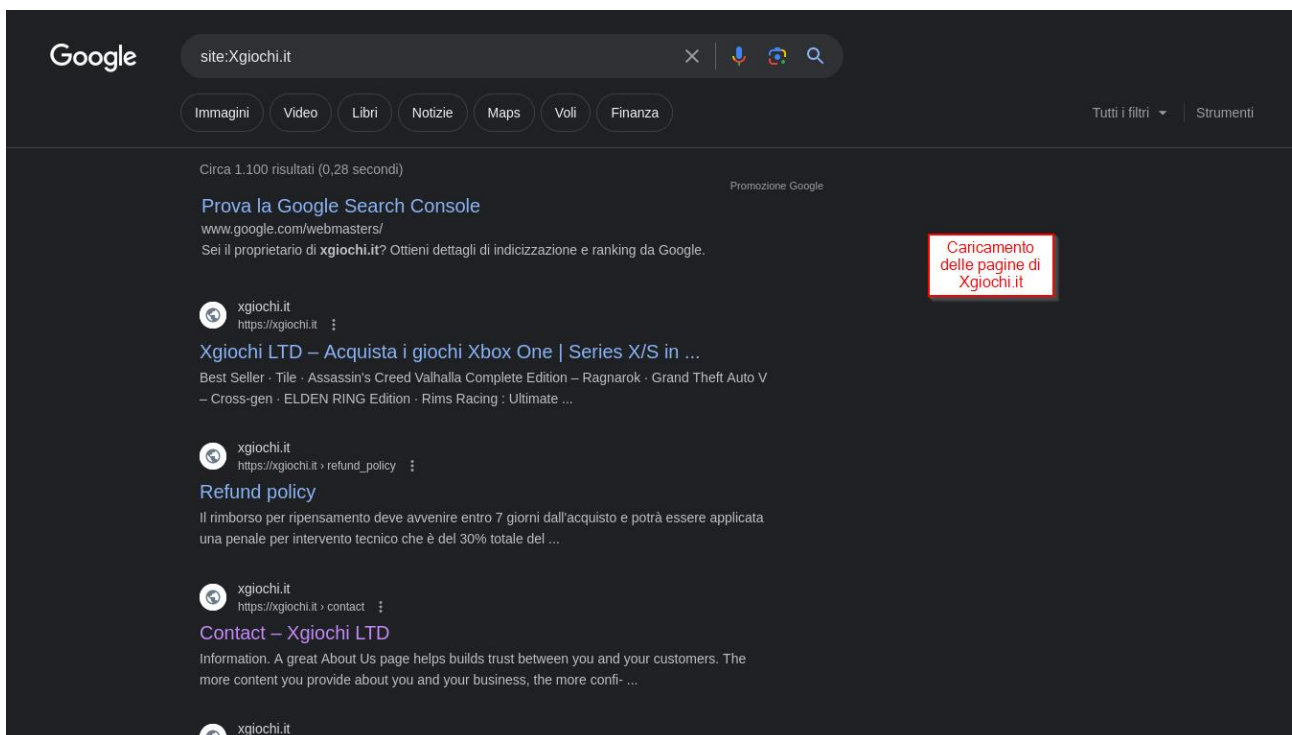 Google
site:Xgiochi.it
Immagini
Video
Libri
Notizie
Maps
Voli
Finanza
Tutti i filtri
Strumenti
Circa 1.100 risultati (0,28 secondi)
Promozione Google
Prova la Google Search Console
www.google.com/webmasters/
Sei il proprietario di xgiochi.it? Ottieni dettagli di indicizzazione e ranking da Google.
Caricamento
delle pagine di
Xgiochi.it
xgiochi.it
https://xgiochi.it
Xgiochi LTD – Acquista i giochi Xbox One | Series X/S in ...
Best Seller · Tile · Assassin's Creed Valhalla Complete Edition – Ragnarok · Grand Theft Auto V
– Cross-gen · ELDEN RING Edition · Rims Racing : Ultimate ...
xgiochi.it
https://xgiochi.it › refund_policy
Refund policy
Il rimborso per ripensamento deve avvenire entro 7 giorni dall'acquisto e potrà essere applicata
una penale per intervento tecnico che è del 30% totale del ...
xgiochi.it
https://xgiochi.it › contact
Contact – Xgiochi LTD
Information. A great About Us page helps builds trust between you and your customers. The
more content you provide about you and your business, the more confi- ...
xgiochi.it